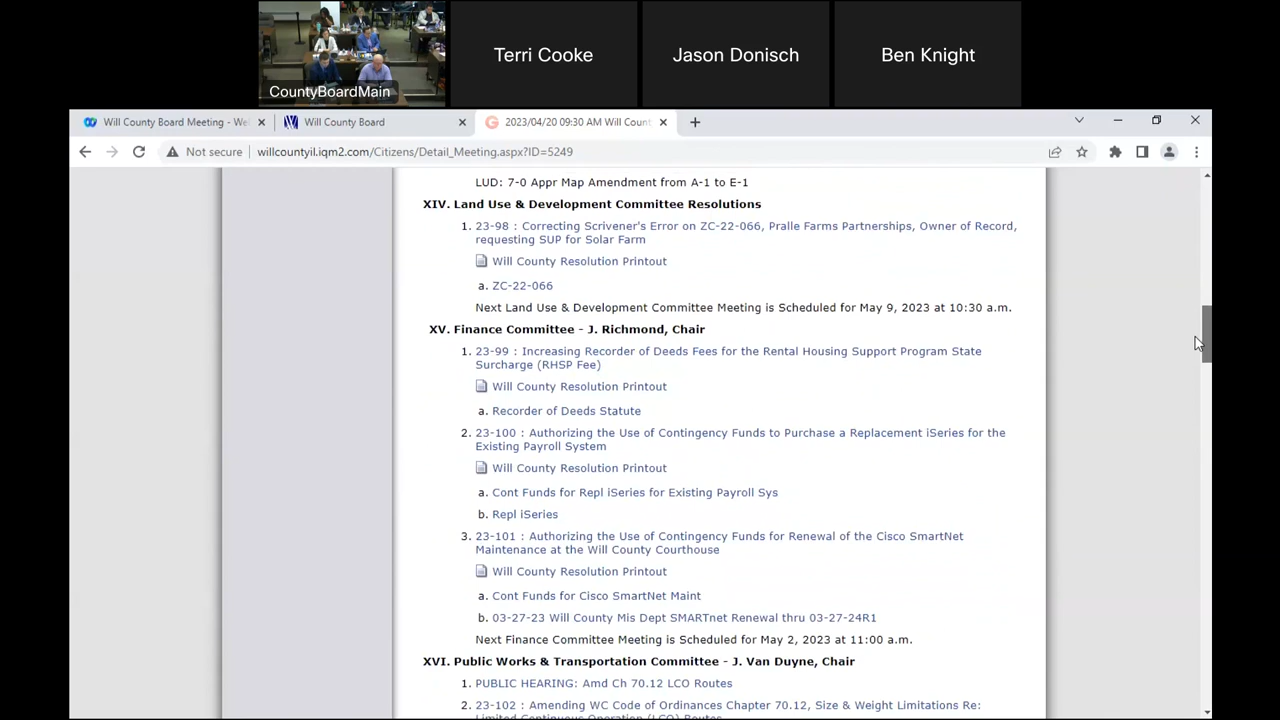 CountyBoardMain
Terri Cooke
Jason Donisch
Ben Knight
Will County Board Meeting - We
Will County Board
2023/04/20 09:30 AM Will Count
Not secure
willcountyil.iqm2.com/Citizens/Detail_Meeting.aspx?ID=5249
LUD: 7-0 Appr Map Amendment from A-1 to E-1
XIV. Land Use & Development Committee Resolutions
1. 23-98 : Correcting Scrivener's Error on ZC-22-066, Pralle Farms Partnerships, Owner of Record,
requesting SUP for Solar Farm
Will County Resolution Printout
a. ZC-22-066
Next Land Use & Development Committee Meeting is Scheduled for May 9, 2023 at 10:30 a.m.
XV. Finance Committee - J. Richmond, Chair
1. 23-99 : Increasing Recorder of Deeds Fees for the Rental Housing Support Program State
Surcharge (RHSP Fee)
Will County Resolution Printout
a. Recorder of Deeds Statute
2. 23-100 : Authorizing the Use of Contingency Funds to Purchase a Replacement iSeries for the
Existing Payroll System
Will County Resolution Printout
a. Cont Funds for Repl iSeries for Existing Payroll Sys
b. Repl iSeries
3. 23-101 : Authorizing the Use of Contingency Funds for Renewal of the Cisco SmartNet
Maintenance at the Will County Courthouse
Will County Resolution Printout
a. Cont Funds for Cisco SmartNet Maint
b. 03-27-23 Will County Mis Dept SMARTnet Renewal thru 03-27-24R1
Next Finance Committee Meeting is Scheduled for May 2, 2023 at 11:00 a.m.
XVI. Public Works & Transportation Committee - J. Van Duyne, Chair
1. PUBLIC HEARING: Amd Ch 70.12 LCO Routes
2. 23-102 : Amending WC Code of Ordinances Chapter 70.12, Size & Weight Limitations Re:
Limited Continuous Operation (LCO) Routes